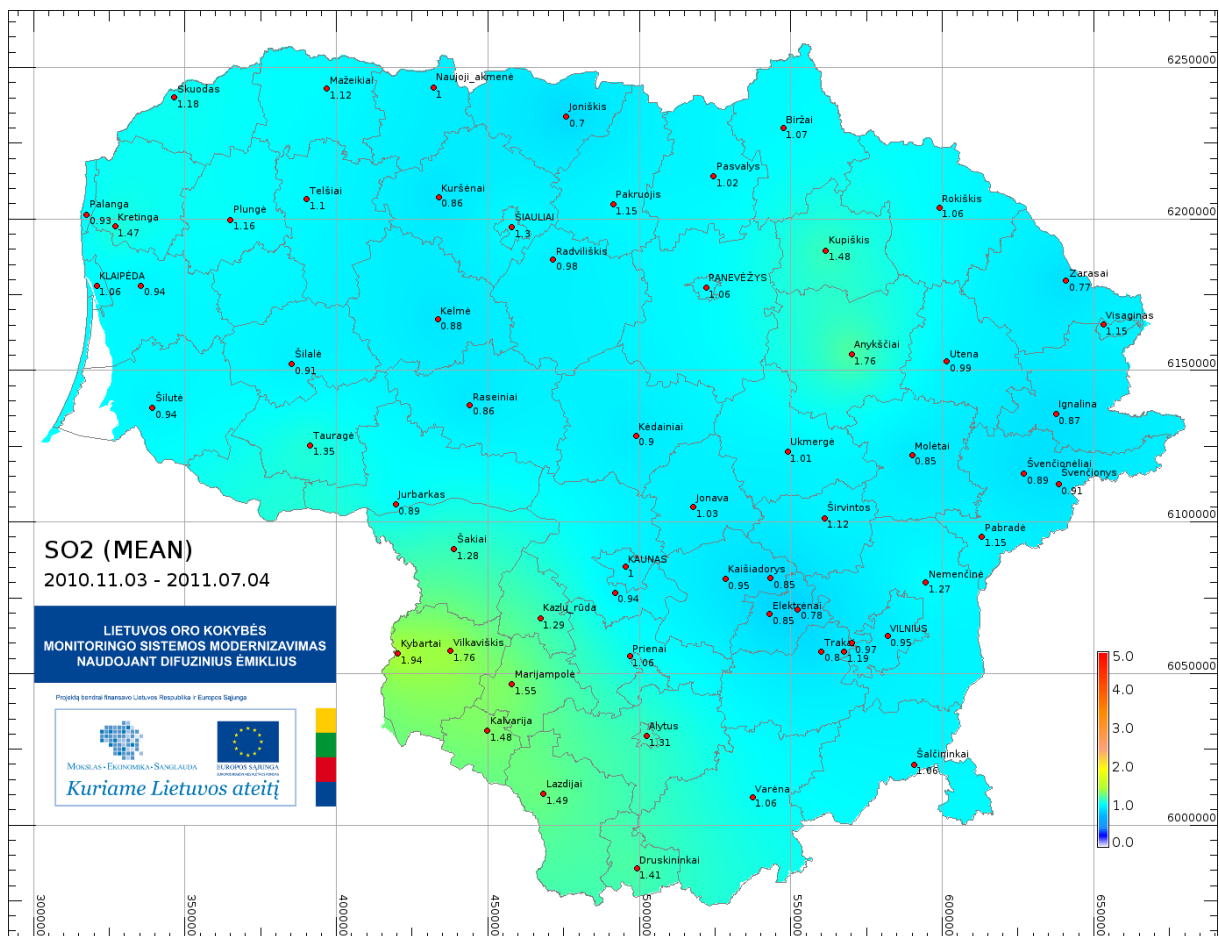 6250000
Skuodas
1.18
Mažeikiai
1.12
Naujoji_akmenė
1
Joniškis
0.7
Biržai
1.07
Pasvalys
1.02
Palanga
0.93
Kretinga
1.47
Plungė
1.16
Telšiai
1.1
Kuršėnai
0.86
ŠIAULIAI
1.3
Pakruojis
1.15
Rokiškis
1.06
6200000
Radviliškis
0.98
Kupiškis
1.48
KLAIPĖDA
1.06
0.94
PANEVĖŽYS
1.06
Zarasai
0.77
Visaginas
1.15
Kelmė
0.88
Šilalė
0.91
Anykščiai
1.76
Utena
0.99
6150000
Šilutė
0.94
Raseiniai
0.86
Ignalina
0.87
Tauragė
1.35
Kėdainiai
0.9
Ukmergė
1.01
Molėtai
0.85
Švenčionėliai
0.89
Švenčionys
0.91
Jurbarkas
0.89
Jonava
1.03
Širvintos
1.12
6100000
Pabradė
1.15
Šakiai
1.28
KAUNAS
1
0.94
Kaišiadorys
0.95
0.85
Nemenčinė
1.27
Kazlų_rūda
1.29
Elektrėnai
0.85
0.78
VILNIUS
0.95
Trakai
0.8
1.19
0.97
Kybartai
1.94
Vilkaviškis
1.76
Prienai
1.06
6050000
Marijampolė
1.55
Kalvarija
1.48
Alytus
1.31
Šalčininkai
1.06
Lazdijai
1.49
Varėna
1.06
6000000
Druskininkai
1.41
SO2 (MEAN)
2010.11.03 - 2011.07.04
LIETUVOS ORO KOKYBĖS
MONITORINGO SISTEMOS MODERNIZAVIMAS
NAUDOJANT DIFUZINIUS ĖMIKLIUS
Projektą bendrai finansavo Lietuvos Respublika ir Europos Sąjunga
MOKSLAS • EKONOMIKA • SANGLAUDA
EUROPOS SĄJUNGA
Kuriame Lietuvos ateitį
5.0
4.0
3.0
2.0
1.0
0.0
300000
350000
400000
450000
500000
550000
600000
650000